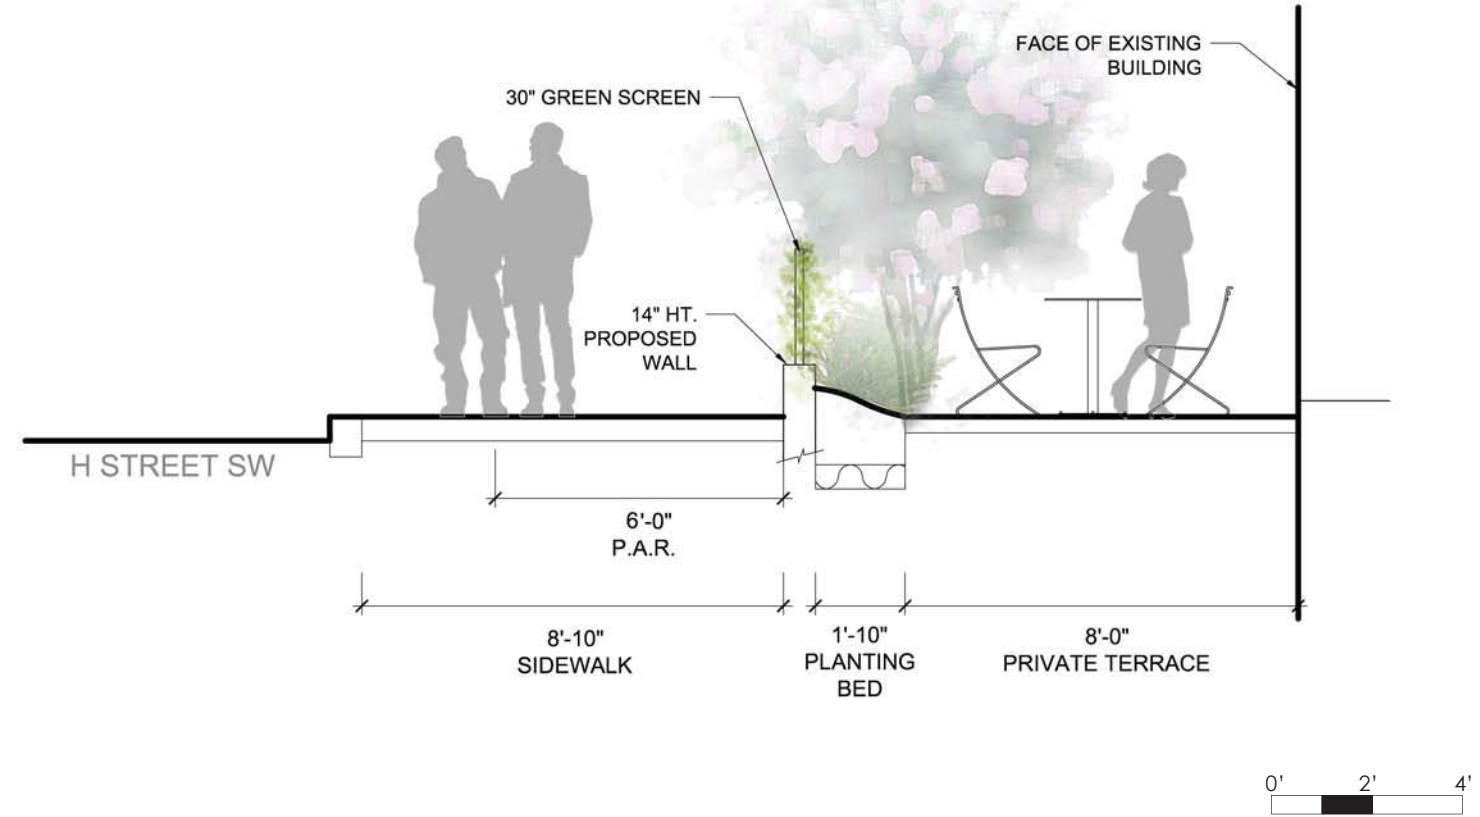 FACE OF EXISTING
BUILDING
30" GREEN SCREEN
14" HT.
PROPOSED
WALL
H STREET SW
6'-0"
P.A.R.
8'-10"
SIDEWALK
1'-10"
PLANTING
BED
8'-0"
PRIVATE TERRACE
0' 2' 4'